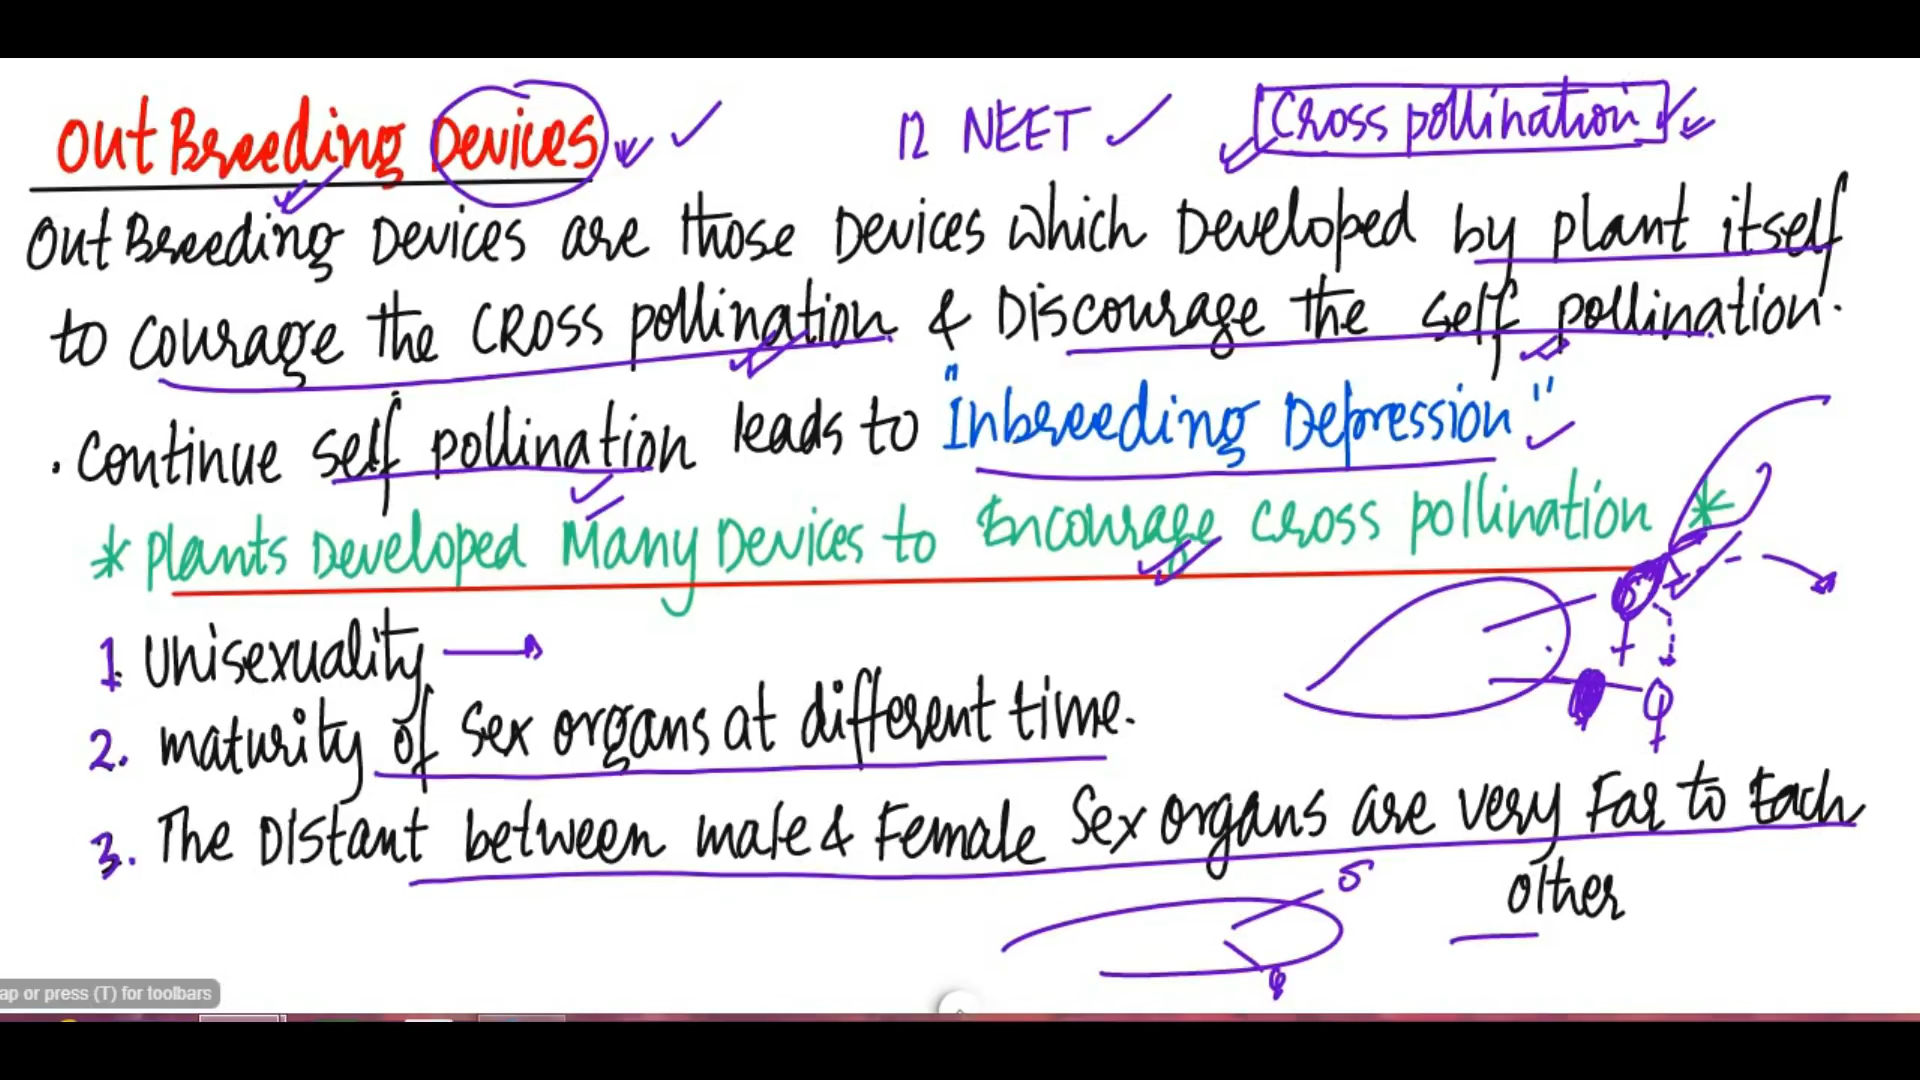 Out Breeding Devices 12 NEET Cross pollination
Out Breeding Devices are those Devices which Developed by plant itself
to courage the CROSS pollination & Discourage the self pollination.
. Continue self pollination leads to "Inbreeding Depression"
* Plants Developed Many Devices to Encourage cross pollination *
1. Unisexuality →
2. maturity of sex organs at different time.
3. The Distant between male & Female Sex organs are very Far to Each
other
ap or press (T) for toolbars